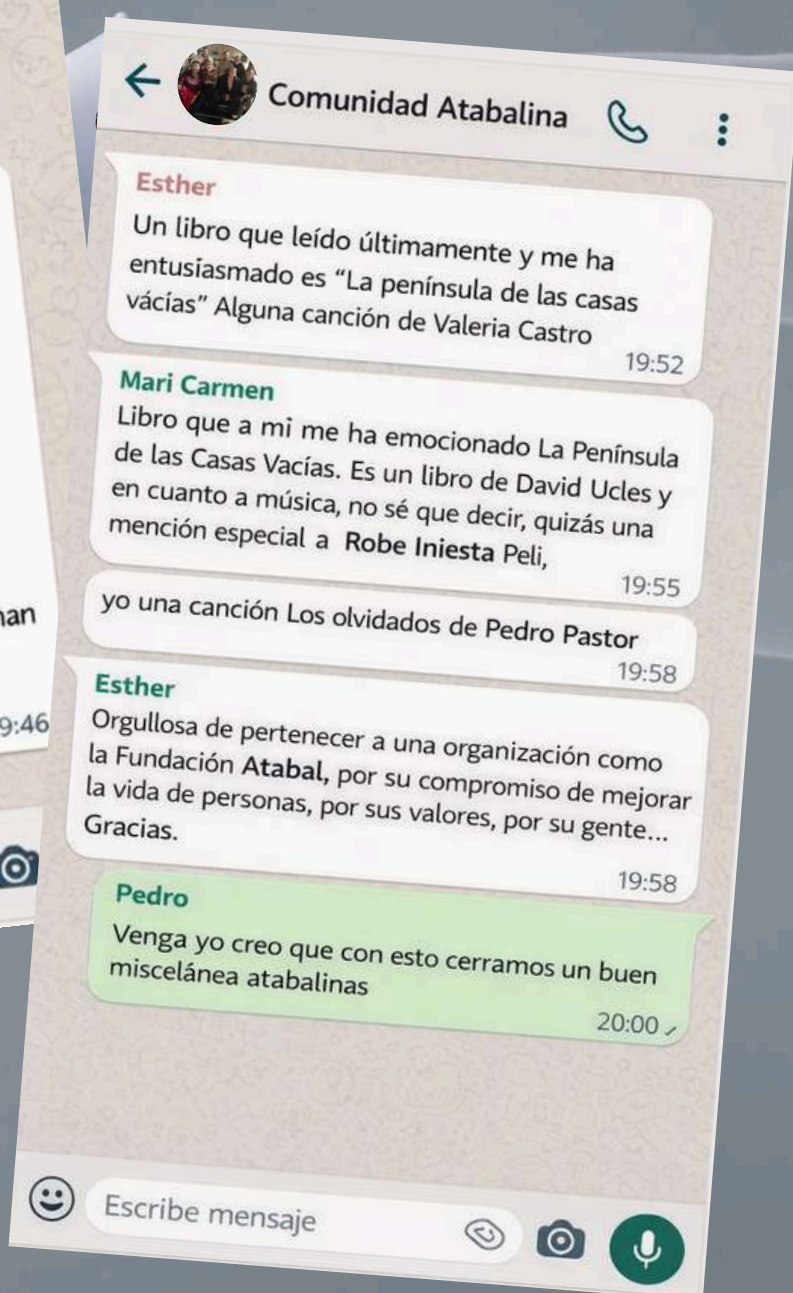 Comunidad Atabalina
Esther
Un libro que leído últimamente y me ha
entusiasmado es “La península de las casas
vácías” Alguna canción de Valeria Castro
19:52
Mari Carmen
Libro que a mi me ha emocionado La Península
de las Casas Vacías. Es un libro de David Ucles y
en cuanto a música, no sé que decir, quizás una
mención especial a Robe Iniesta Peli,
19:55
yo una canción Los olvidados de Pedro Pastor
19:58
Esther
Orgullosa de pertenecer a una organización como
la Fundación Atabal, por su compromiso de mejorar
la vida de personas, por sus valores, por su gente...
Gracias.
19:58
Pedro
Venga yo creo que con esto cerramos un buen
miscelánea atabalinas
20:00
Escribe mensaje